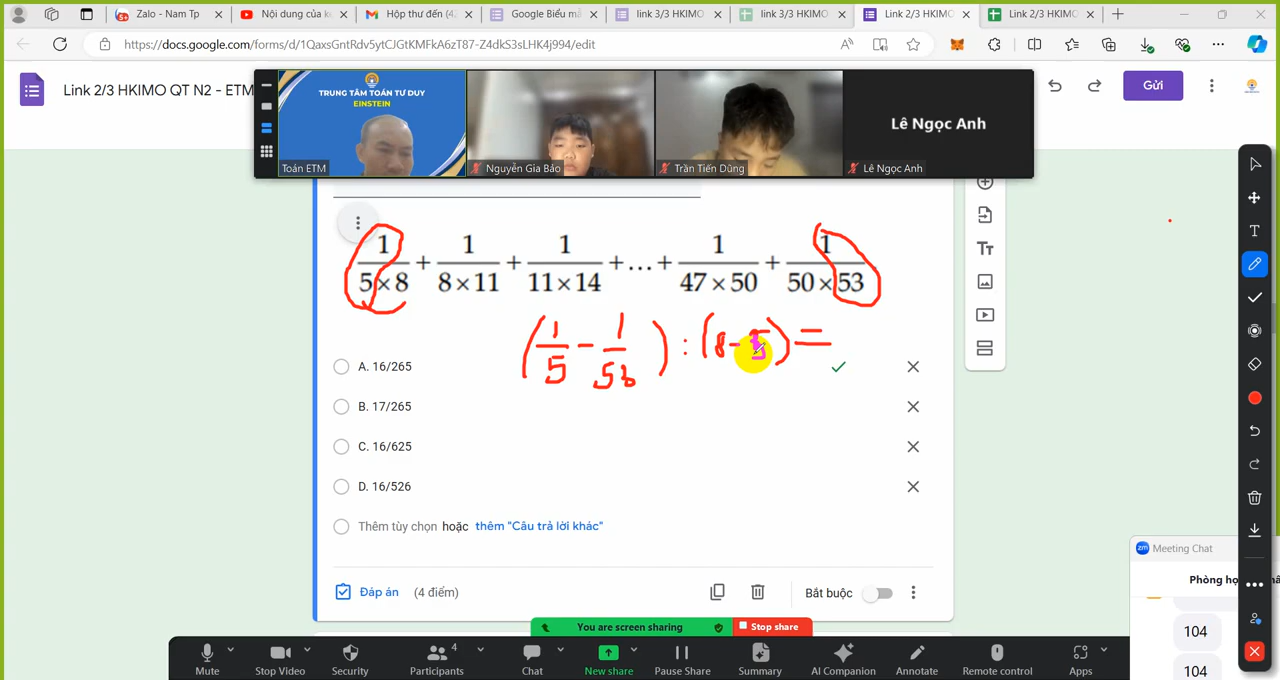 Zalo - Nam Tp
Nội dung của k
Hộp thư đến (42
Google Biểu mẫ
link 3/3 HKIMO
link 3/3 HKIMO
Link 2/3 HKIMO
Link 2/3 HKIMO
https://docs.google.com/forms/d/1QaxsGntRdv5ytCJGtKMFkA6zT87-Z4dkS3sLHK4j994/edit
Link 2/3 HKIMO QT N2 - ETM
Gửi
TRUNG TÂM TOÁN TƯ DUY
EINSTEIN
Lê Ngọc Anh
Toán ETM
Nguyễn Gia Bảo
Trần Tiến Dũng
Lê Ngọc Anh
1/(5×8) + 1/(8×11) + 1/(11×14) +...+ 1/(47×50) + 1/(50×53)
(1/5 - 1/53) : (8 - 5) =
A. 16/265
B. 17/265
C. 16/625
D. 16/526
Thêm tùy chọn hoặc thêm "Câu trả lời khác"
Đáp án (4 điểm)
Bắt buộc
You are screen sharing
Stop share
Meeting Chat
104
104
Mute
Stop Video
Security
Participants
4
Chat
New share
Pause Share
Summary
AI Companion
Annotate
Remote control
Apps